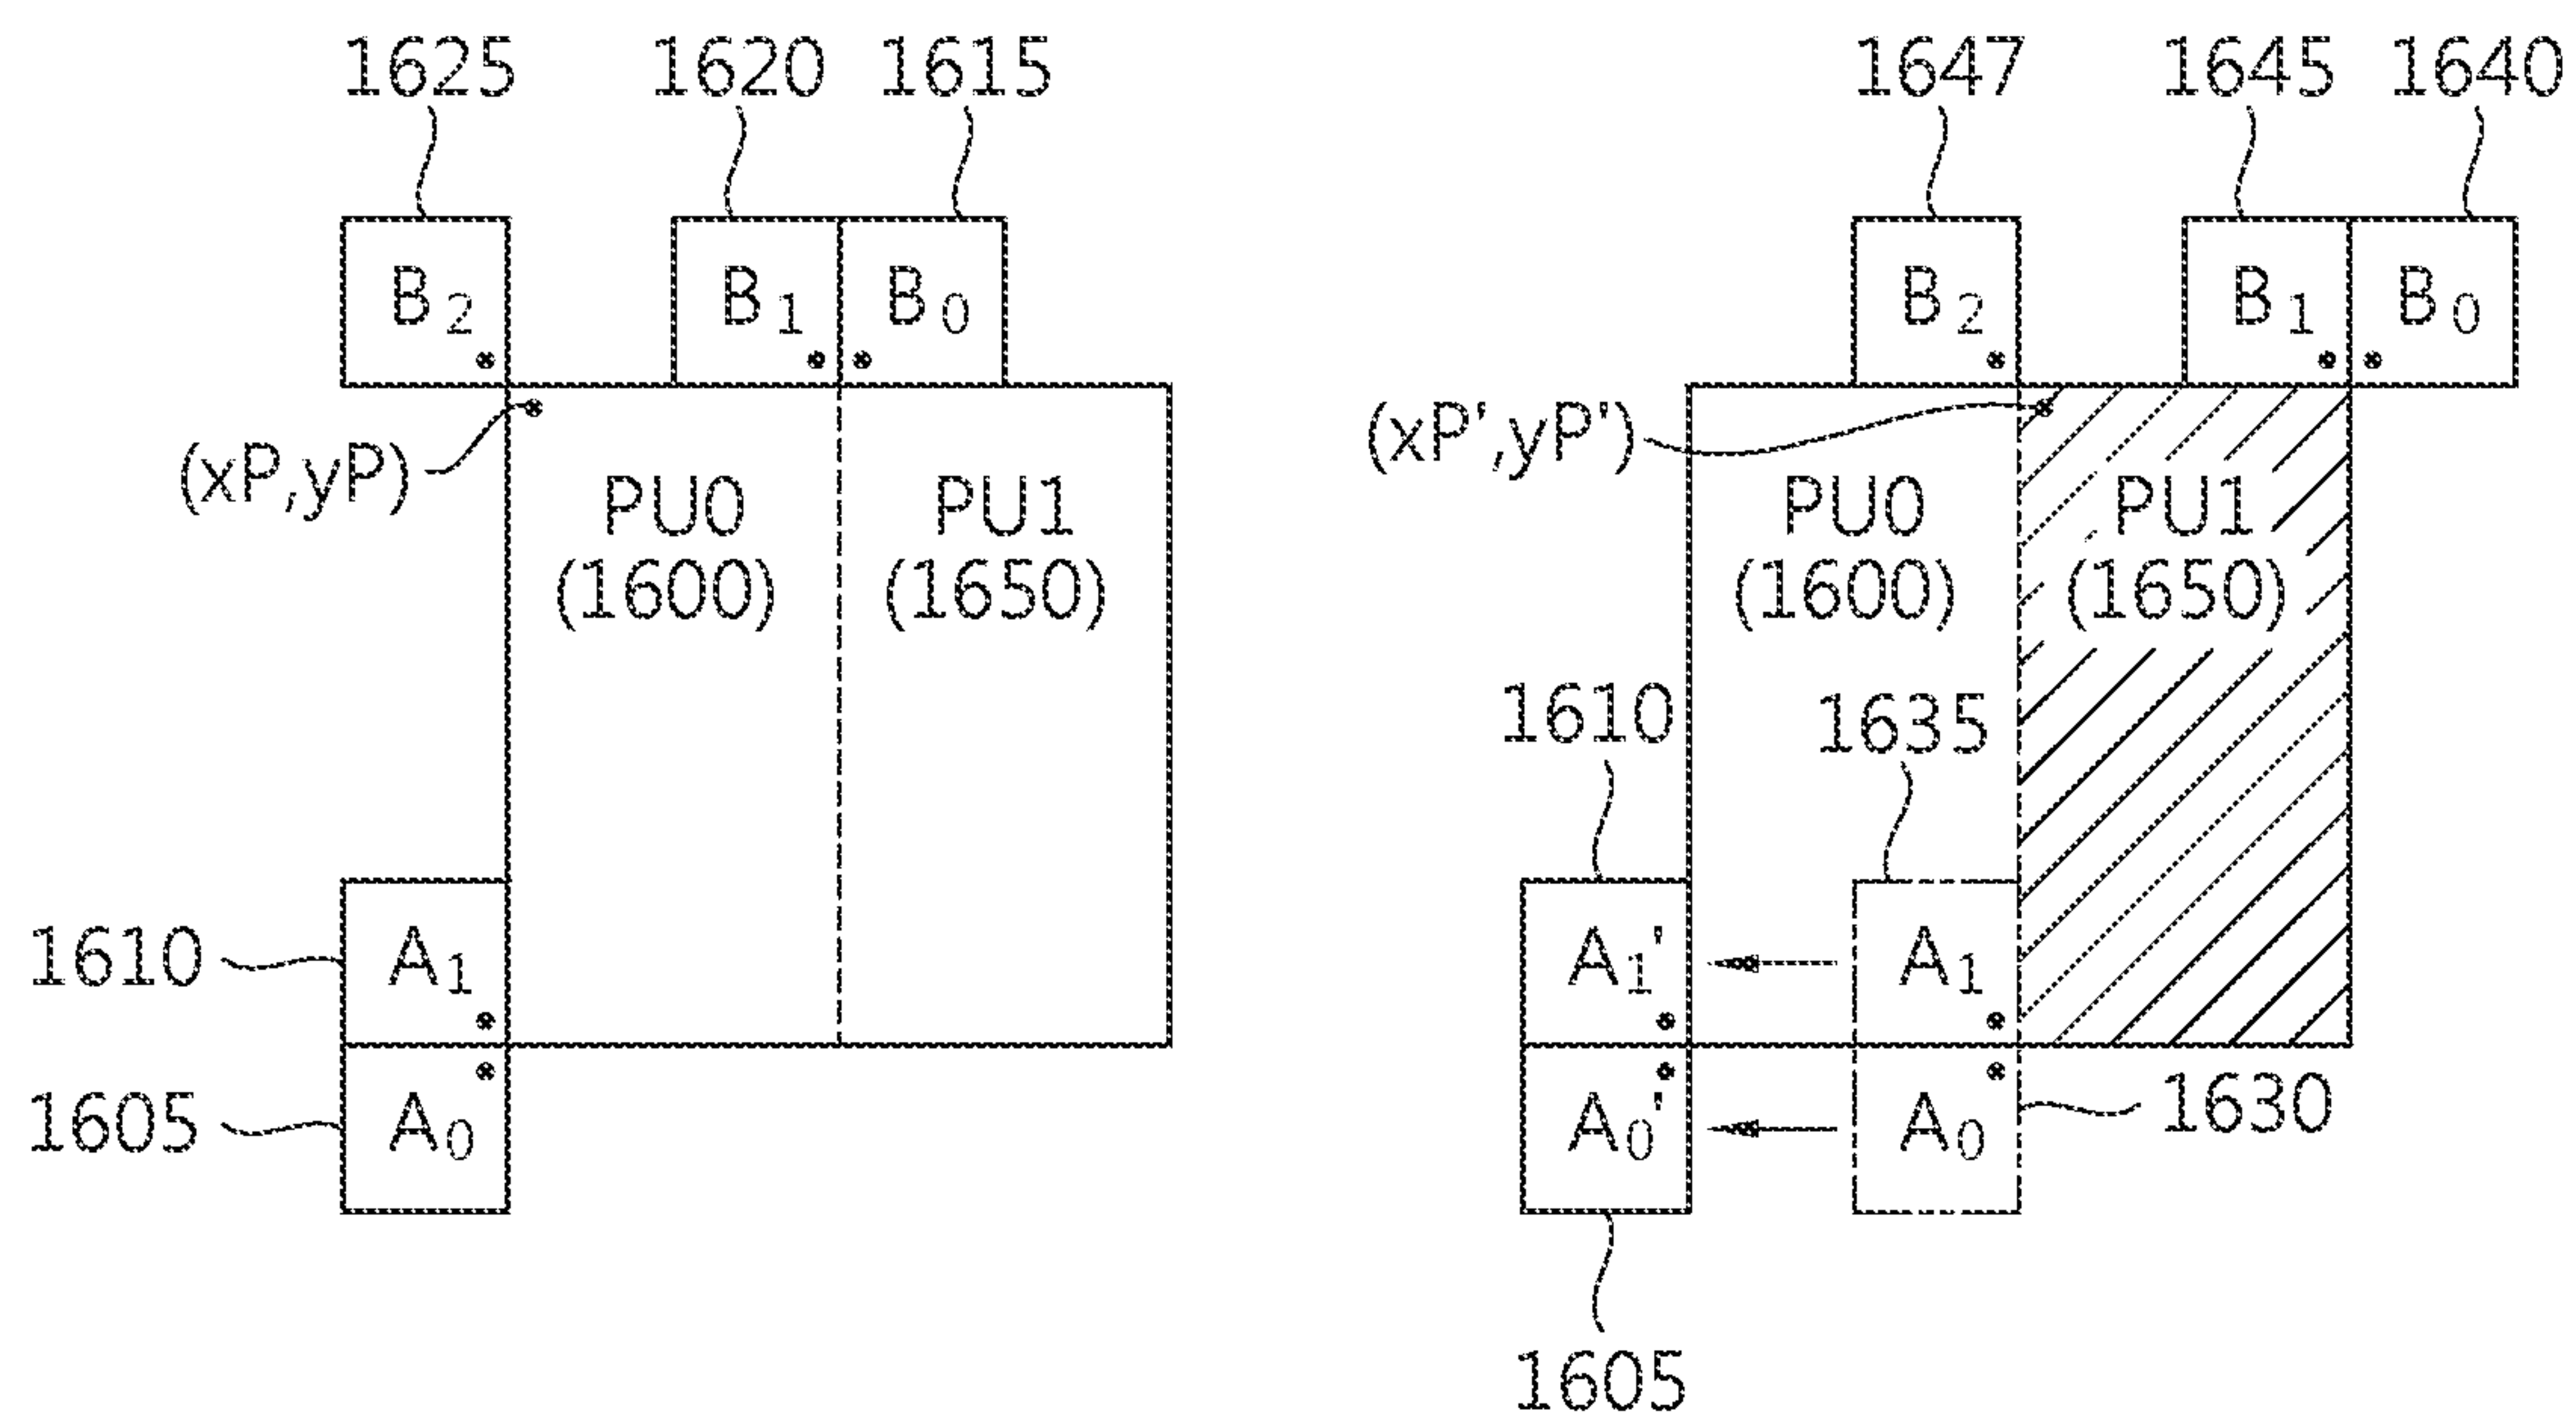 1625 1620 1615
B2 B1 B0
(xP,yP)
PU0 PU1
(1600) (1650)
1610 A1
1605 A0
1647 1645 1640
B2 B1 B0
(xP',yP')
PU0 PU1
(1600) (1650)
1610 1635
A1' A1
A0' A0 1630
1605